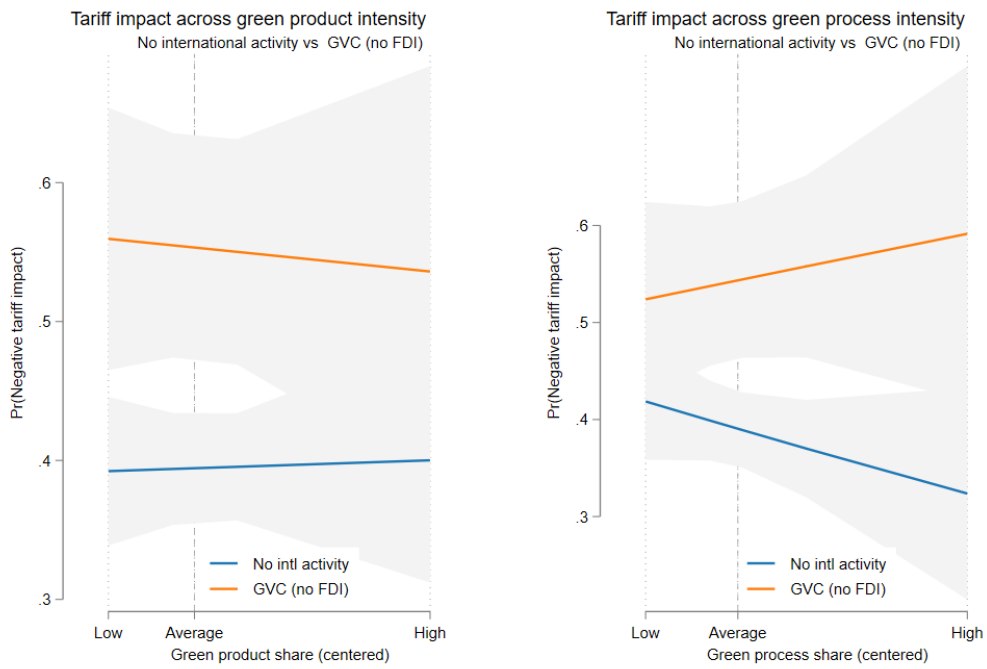 Tariff impact across green product intensity
No international activity vs  GVC (no FDI)
Pr(Negative tariff impact)
.6
.5
.4
.3
No intl activity
GVC (no FDI)
Low
Average
High
Green product share (centered)
Tariff impact across green process intensity
No international activity vs  GVC (no FDI)
Pr(Negative tariff impact)
.6
.5
.4
.3
No intl activity
GVC (no FDI)
Low
Average
High
Green process share (centered)